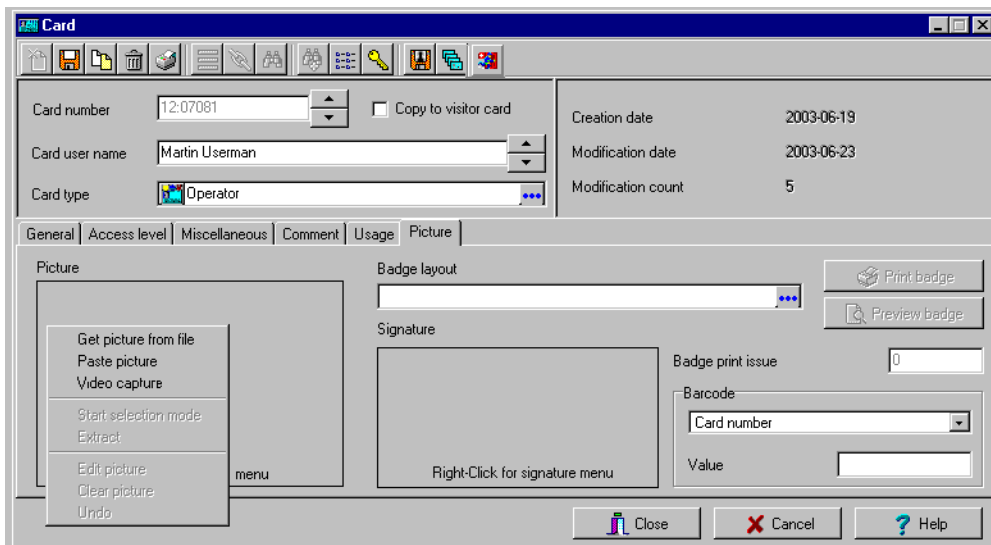 Card
Card number 12:07081 Copy to visitor card
Card user name Martin Userman
Card type Operator
Creation date 2003-06-19
Modification date 2003-06-23
Modification count 5
General Access level Miscellaneous Comment Usage Picture
Picture
Get picture from file
Paste picture
Video capture
Start selection mode
Extract
Edit picture
Clear picture
Undo
menu
Badge layout
Signature
Right-Click for signature menu
Print badge
Preview badge
Badge print issue 0
Barcode
Card number
Value
Close Cancel Help